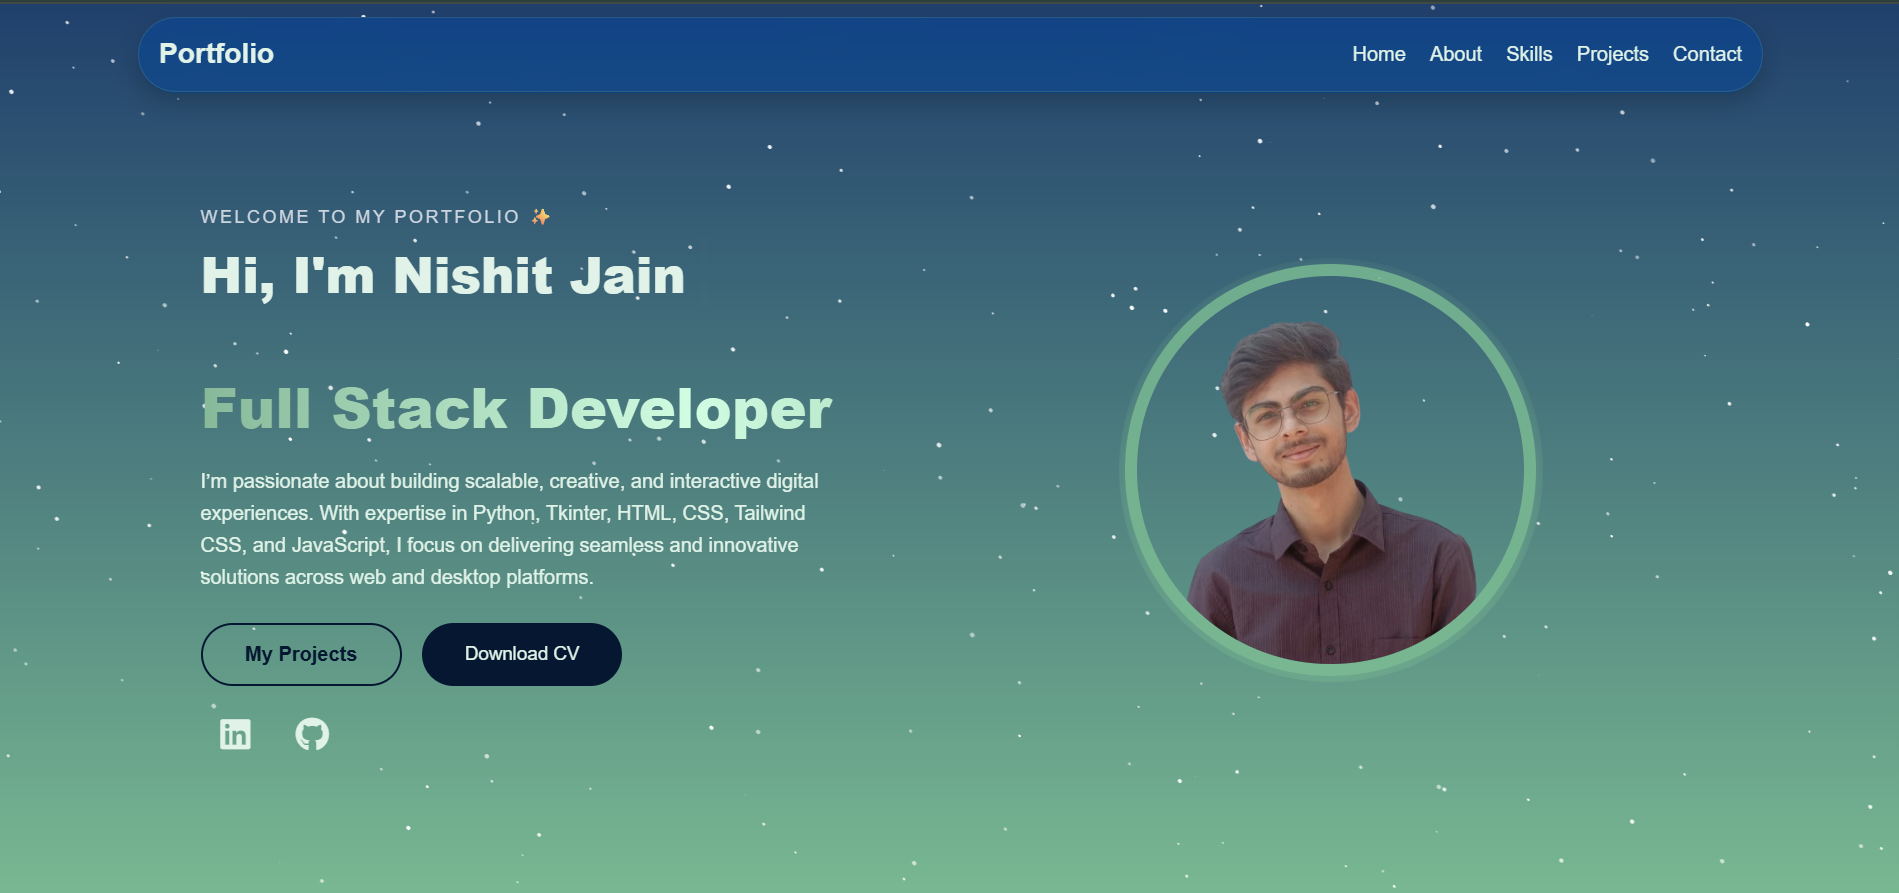 Portfolio
Home About Skills Projects Contact
WELCOME TO MY PORTFOLIO ✨
Hi, I'm Nishit Jain
Full Stack Developer
I’m passionate about building scalable, creative, and interactive digital
experiences. With expertise in Python, Tkinter, HTML, CSS, Tailwind
CSS, and JavaScript, I focus on delivering seamless and innovative
solutions across web and desktop platforms.
My Projects Download CV
in